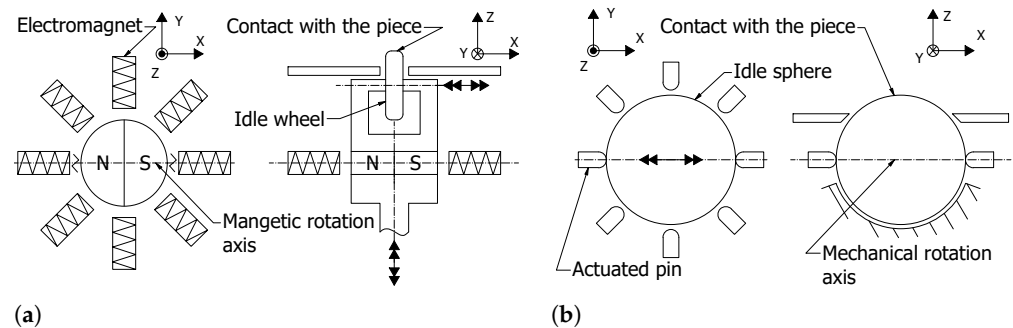 Electromagnet
Y
X
Z
Contact with the piece
Z
Y
X
Idle wheel
N
S
N
S
Mangetic rotation
axis
(a)
Y
X
Z
Contact with the piece
Z
Y
X
Idle sphere
Actuated pin
Mechanical rotation
axis
(b)